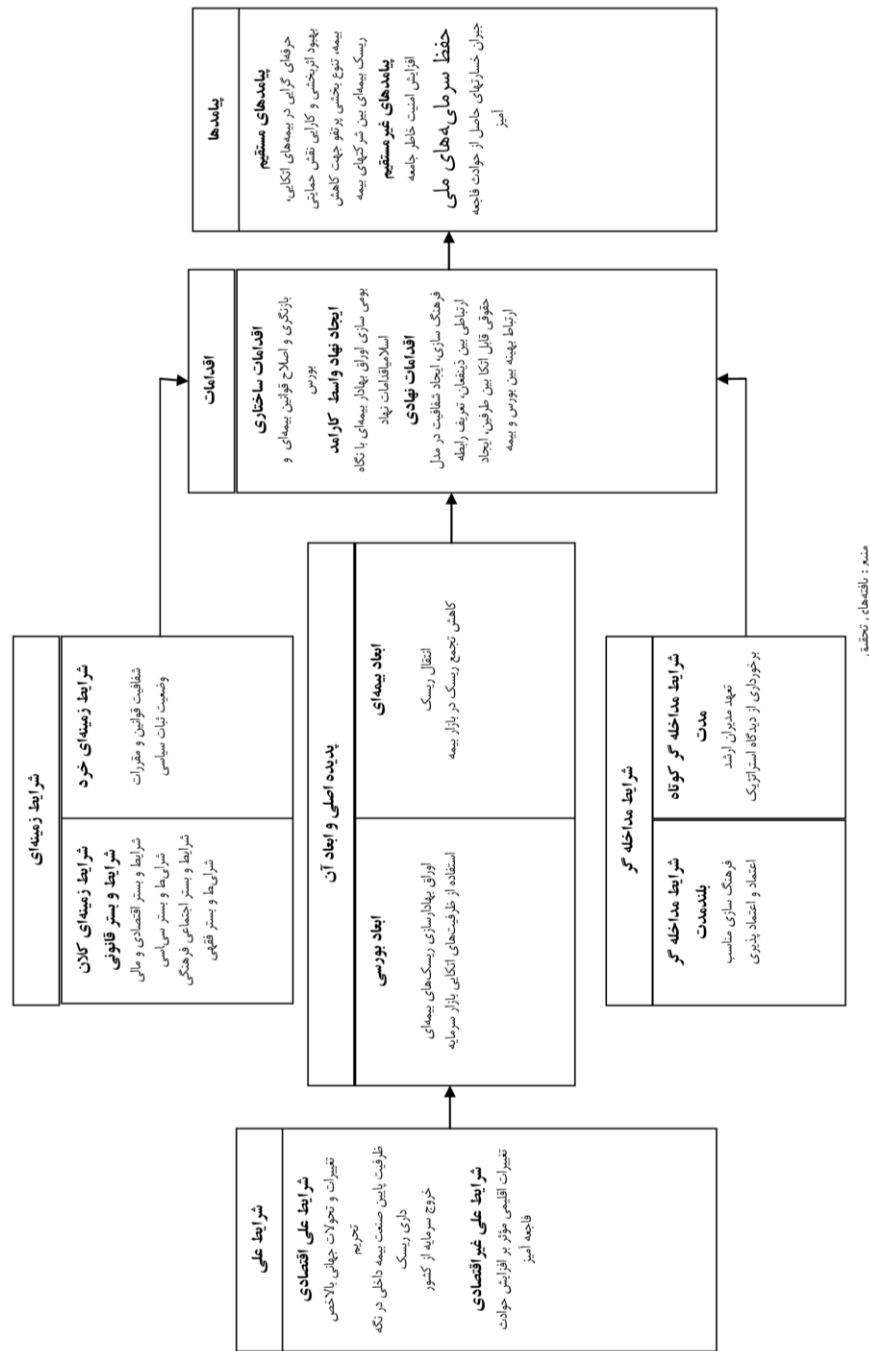 شرایط علی
شرایط علی اقتصادی
تغییرات و تحولات جهانی بالاخص
تحریم
ظرفیت پایین صنعت بیمه داخلی در نگه
داری ریسک
خروج سرمایه از کشور
شرایط علی غیراقتصادی
تغییرات اقلیمی مؤثر بر افزایش حوادث
فاجعه آمیز
شرایط زمینه‌ای
شرایط زمینه‌ای کلان
شرایط و بستر قانونی
شرایط و بستر اقتصادی و مالی
شرای‌ط و بستر سی‌اسی
شرایط و بستر اجتماعی فرهنگی
شرای‌ط و بستر فقهی
شرایط زمینه‌ای خرد
شفافیت قوانین و مقررات
وضعیت ثبات سیاسی
پدیده اصلی و ابعاد آن
ابعاد بورسی
اوراق بهادارسازی ریسک‌های بیمه‌ای
استفاده از ظرفیت‌های اتکایی بازار سرمایه
ابعاد بیمه‌ای
انتقال ریسک
کاهش تجمع ریسک در بازار بیمه
شرایط مداخله گر
شرایط مداخله گر
بلندمدت
فرهنگ سازی مناسب
اعتماد و اعتماد پذیری
شرایط مداخله گر کوتاه
مدت
تعهد مدیران ارشد
برخورداری از دیدگاه استراتژیک
اقدامات
اقدامات ساختاری
بازنگری و اصلاح قوانین بیمه‌ای و
بورس
ایجاد نهاد واسط کارامد
بومی سازی اوراق بهادار بیمه‌ای با نگاه
اسلامیاقدامات نهاد
اقدامات نهادی
فرهنگ سازی، ایجاد شفافیت در مدل
ارتباطی بین ذینفعان، تعریف رابطه
حقوقی قابل اتکا بین طرفین، ایجاد
ارتباط بهینه بین بورس و بیمه
پیامدها
پیامدهای مستقیم
حرفه‌ای گرایی در بیمه‌های اتکایی،
بهبود اثربخشی و کارایی نقش حمایتی
بیمه، تنوع بخشی پرتفو جهت کاهش
ریسک بیمه‌ای بین شرکتهای بیمه
پیامدهای غیر مستقیم
افزایش امنیت خاطر جامعه
حفظ سرمای‌ه‌های ملی
جبران خسارتهای حاصل از حوادث فاجعه
آمیز
منبع : یافته‌های تحقیق.